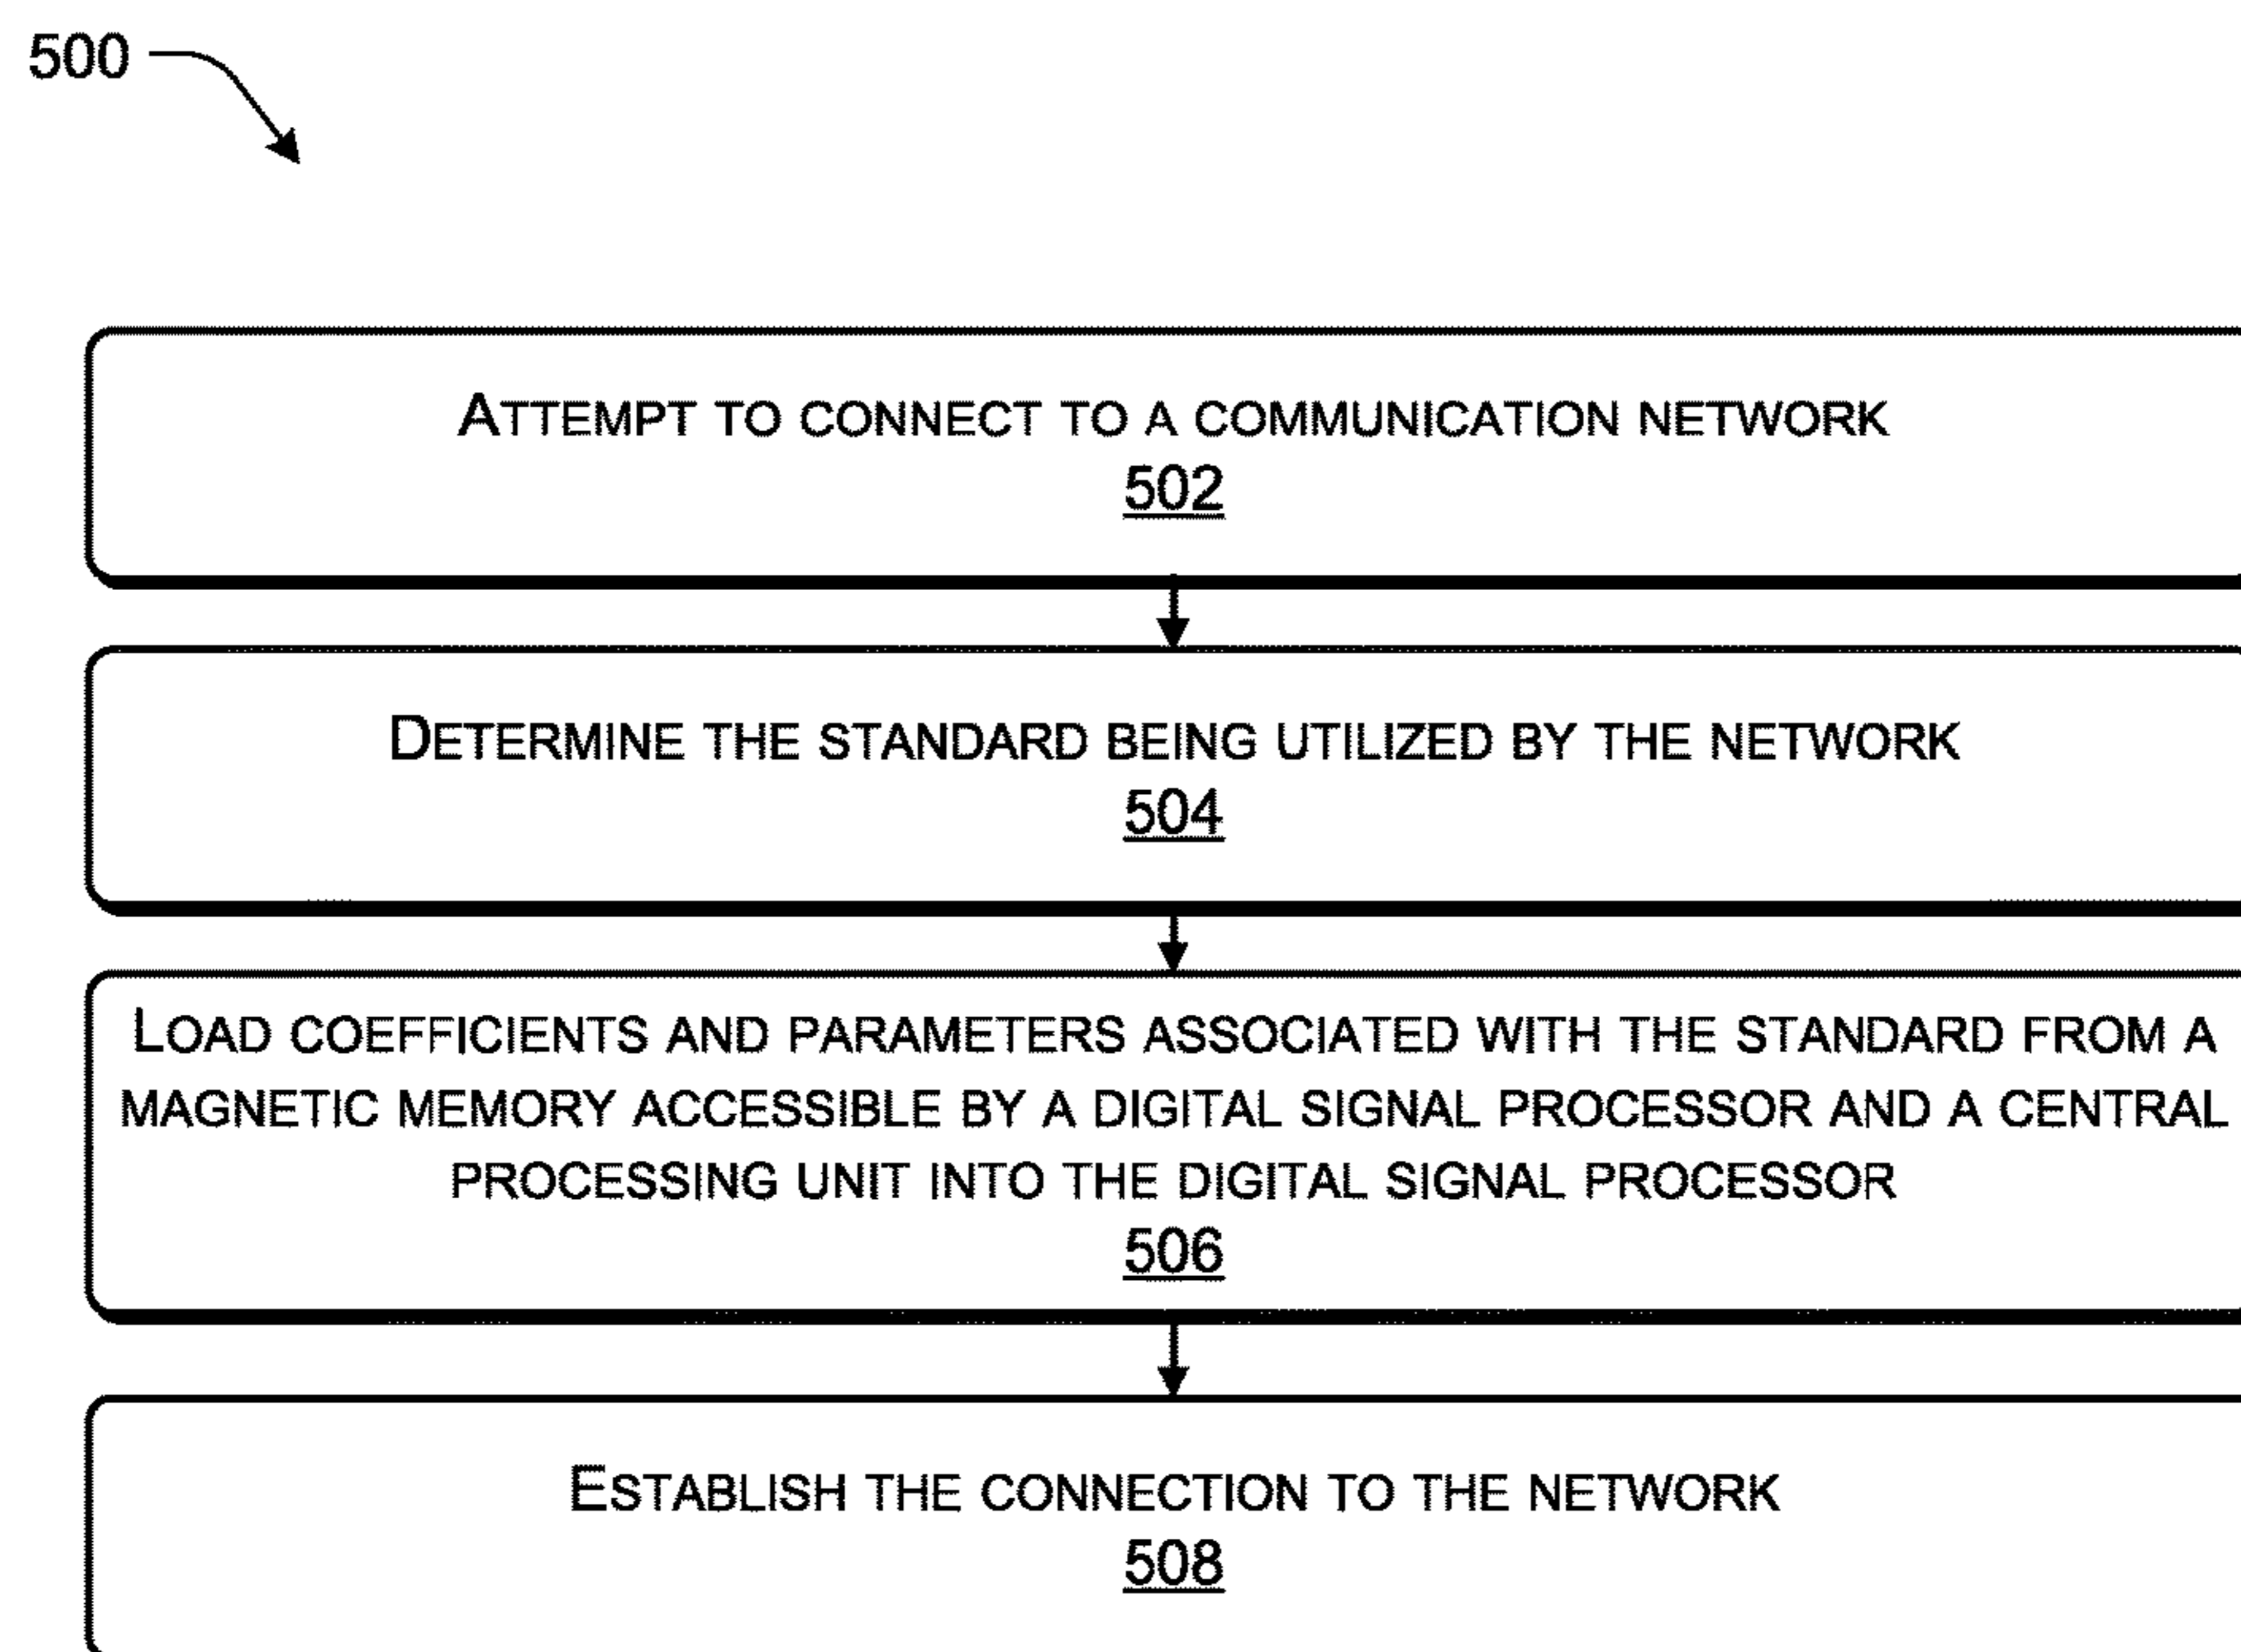 500
ATTEMPT TO CONNECT TO A COMMUNICATION NETWORK
502
DETERMINE THE STANDARD BEING UTILIZED BY THE NETWORK
504
LOAD COEFFICIENTS AND PARAMETERS ASSOCIATED WITH THE STANDARD FROM A
MAGNETIC MEMORY ACCESSIBLE BY A DIGITAL SIGNAL PROCESSOR AND A CENTRAL
PROCESSING UNIT INTO THE DIGITAL SIGNAL PROCESSOR
506
ESTABLISH THE CONNECTION TO THE NETWORK
508